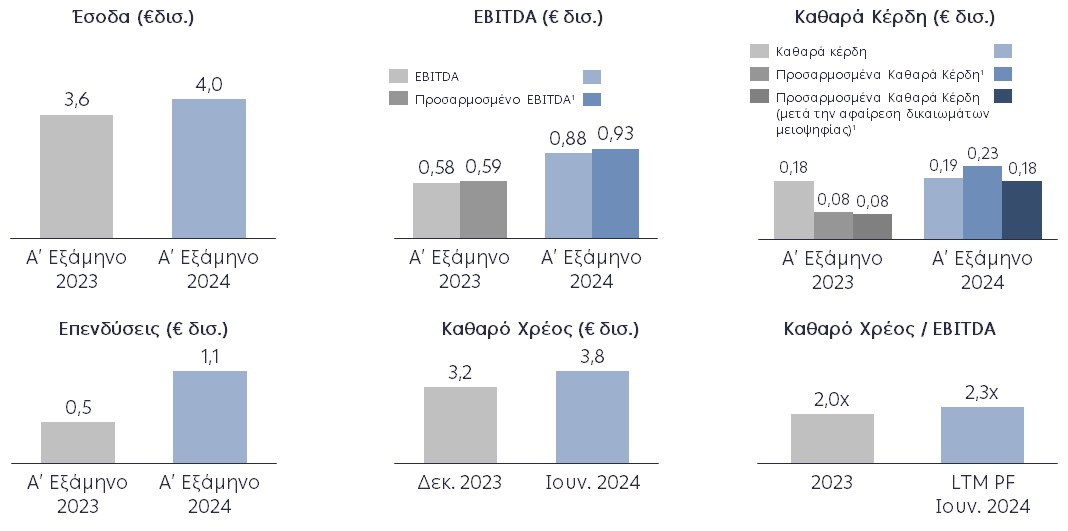 Έσοδα (€δισ.)
3,6
4,0
Α' Εξάμηνο
2023
Α' Εξάμηνο
2024
EBITDA (€ δισ.)
EBITDA
Προσαρμοσμένο EBITDA¹
0,58
0,59
0,88
0,93
Α' Εξάμηνο
2023
Α' Εξάμηνο
2024
Καθαρά Κέρδη (€ δισ.)
Καθαρά κέρδη
Προσαρμοσμένα Καθαρά Κέρδη¹
Προσαρμοσμένα Καθαρά Κέρδη
(μετά την αφαίρεση δικαιωμάτων
μειοψηφίας)¹
0,18
0,08
0,08
0,19
0,23
0,18
Α' Εξάμηνο
2023
Α' Εξάμηνο
2024
Επενδύσεις (€ δισ.)
0,5
1,1
Α' Εξάμηνο
2023
Α' Εξάμηνο
2024
Καθαρό Χρέος (€ δισ.)
3,2
3,8
Δεκ. 2023
Ιουν. 2024
Καθαρό Χρέος / EBITDA
2,0x
2,3x
2023
LTM PF
Ιουν. 2024